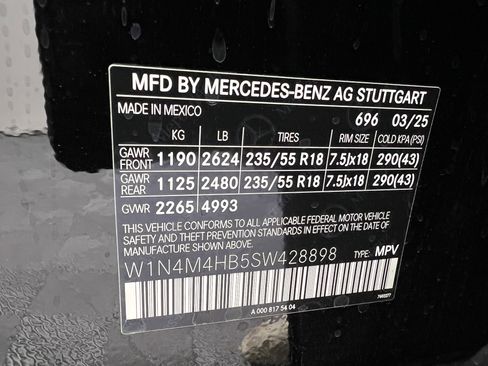 MFD BY MERCEDES-BENZ AG STUTTGART
MADE IN MEXICO 696 03/25
KG LB TIRES RIM SIZE COLD KPA (PSI)
GAWR FRONT 1190 2624 235/55 R18 7.5Jx18 290(43)
GAWR REAR 1125 2480 235/55 R18 7.5Jx18 290(43)
GVWR 2265 4993
THIS VEHICLE CONFORMS TO ALL APPLICABLE FEDERAL MOTOR VEHICLE
SAFETY AND THEFT PREVENTION STANDARDS IN EFFECT ON THE DATE OF
MANUFACTURE SHOWN ABOVE.
W1N4M4HB5SW428898 TYPE: MPV
A 000 817 54 04